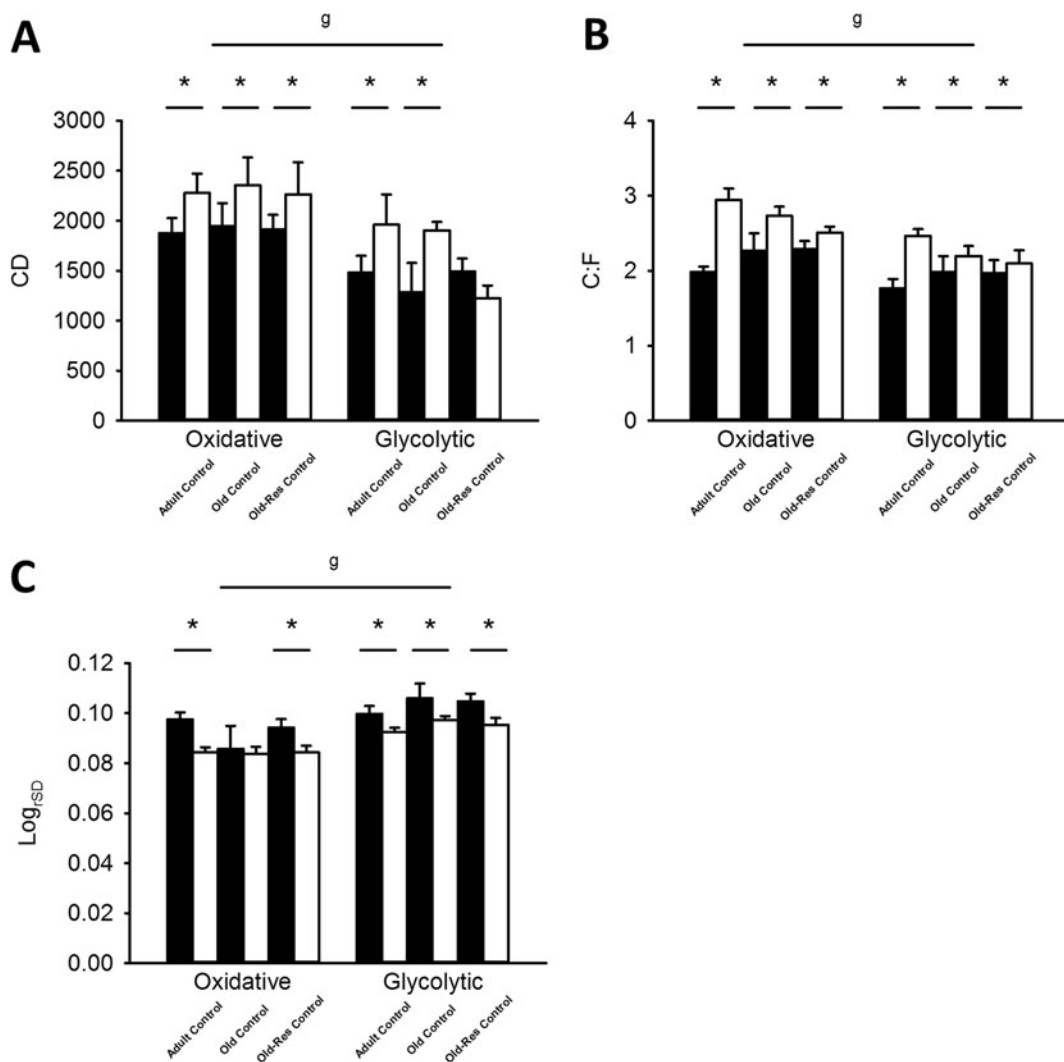 A
g
* * * * *
CD
3000
2500
2000
1500
1000
500
0
Oxidative Glycolytic
Adult Control Old Control Old-Res Control Adult Control Old Control Old-Res Control
B
g
* * * * * *
C:F
4
3
2
1
0
Oxidative Glycolytic
Adult Control Old Control Old-Res Control Adult Control Old Control Old-Res Control
C
g
* * * * *
Log_rSD
0.12
0.10
0.08
0.06
0.04
0.02
0.00
Oxidative Glycolytic
Adult Control Old Control Old-Res Control Adult Control Old Control Old-Res Control